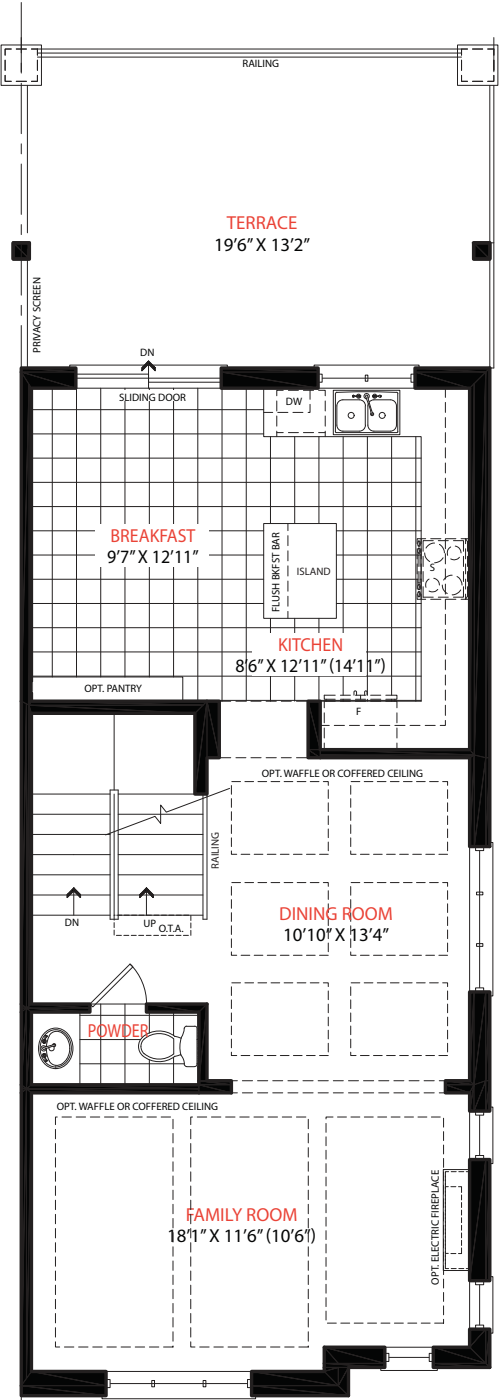 RAILING
TERRACE
19'6" X 13'2"
PRIVACY SCREEN
DN
SLIDING DOOR
DW
BREAKFAST
9'7" X 12'11"
FLUSH BKFST BAR
ISLAND
S
KITCHEN
8'6" X 12'11" (14'11")
OPT. PANTRY
F
OPT. WAFFLE OR COFFERED CEILING
RAILING
DINING ROOM
10'10" X 13'4"
DN
UP
O.T.A.
POWDER
OPT. WAFFLE OR COFFERED CEILING
OPT. ELECTRIC FIREPLACE
FAMILY ROOM
18'1" X 11'6" (10'6")